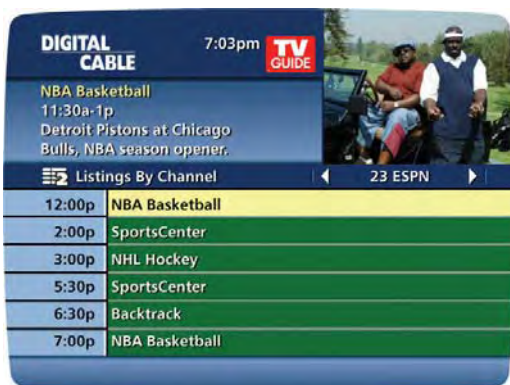 DIGITAL
CABLE
7:03pm
TV
GUIDE
NBA Basketball
11:30a-1p
Detroit Pistons at Chicago
Bulls, NBA season opener.
2 Listings By Channel
23 ESPN
12:00p NBA Basketball
2:00p SportsCenter
3:00p NHL Hockey
5:30p SportsCenter
6:30p Backtrack
7:00p NBA Basketball